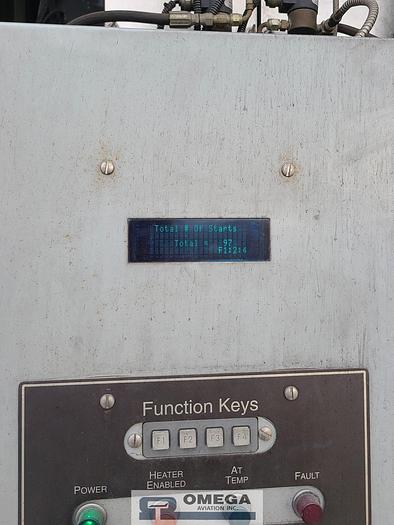 Total # Of Starts
Total = 97
F1:2:4
Function Keys
F1 F2 F3 F4
HEATER ENABLED
AT TEMP
POWER
FAULT
OMEGA
AVIATION INC.